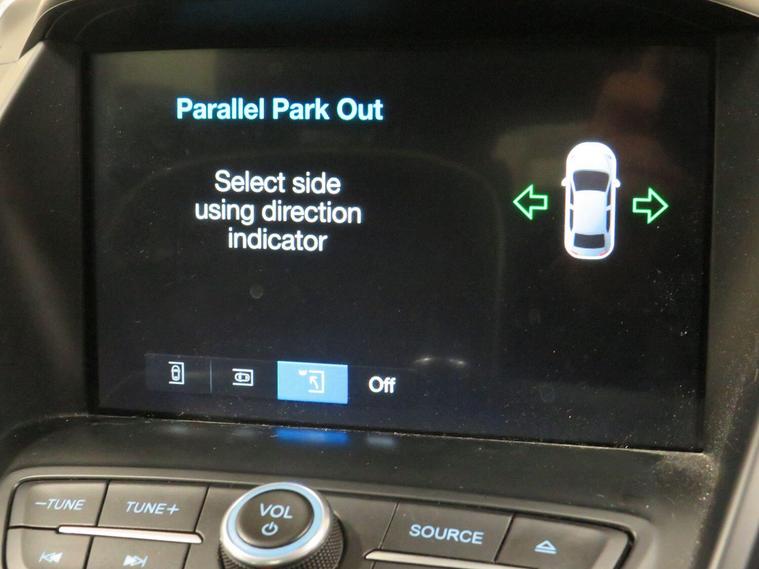 Parallel Park Out
Select side
using direction
indicator
Off
-TUNE
TUNE+
VOL
SOURCE